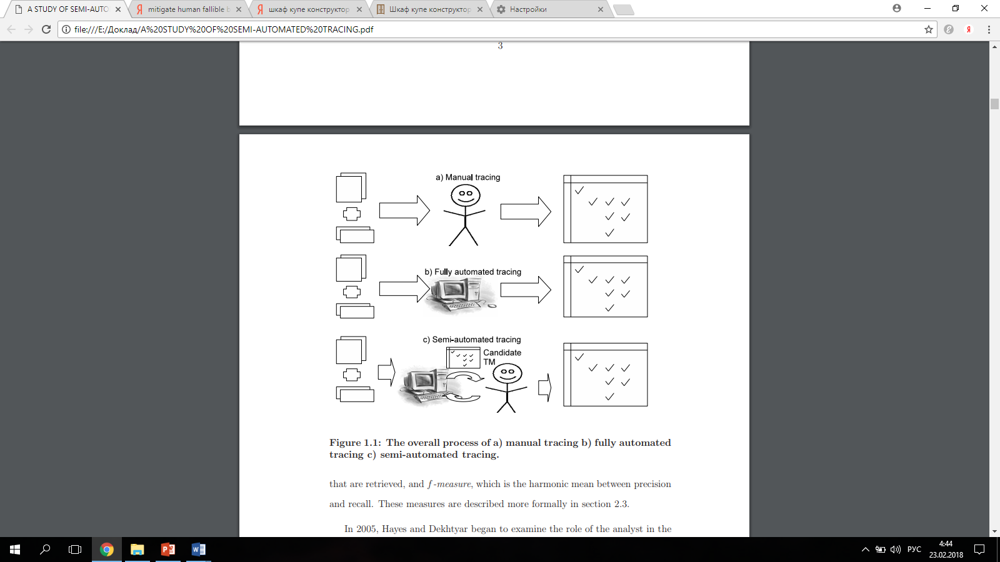 A STUDY OF SEMI-AUTO
mitigate human fallible b
шкаф купе конструктор
Шкаф купе конструктор
Настройки
file:///E:/Доклад/A%20STUDY%20OF%20SEMI-AUTOMATED%20TRACING.pdf
3
a) Manual tracing
b) Fully automated tracing
c) Semi-automated tracing
Candidate
TM
Figure 1.1: The overall process of a) manual tracing b) fully automated
tracing c) semi-automated tracing.
that are retrieved, and f-measure, which is the harmonic mean between precision
and recall. These measures are described more formally in section 2.3.
In 2005, Hayes and Dekhtyar began to examine the role of the analyst in the
РУС
4:44
23.02.2018